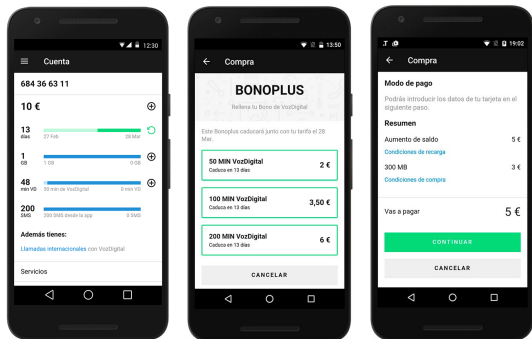 12:30
Cuenta
684 36 63 11
10 €
13
días
27 Feb
26 Mar
1
GB
1 GB
0 GB
48
min VD
50 min de VozDigital
0 min VD
200
SMS
200 SMS desde la app
0 SMS
Además tienes:
Llamadas internacionales con VozDigital
Servicios
13:50
Compra
BONOPLUS
Rellena tu Bono de VozDigital
Este Bonoplus caducará junto con tu tarifa el 28
Mar.
50 MIN VozDigital
Caduca en 13 días
2 €
100 MIN VozDigital
Caduca en 13 días
3,50 €
200 MIN VozDigital
Caduca en 13 días
6 €
CANCELAR
19:02
Compra
Modo de pago
Podrás introducir los datos de tu tarjeta en el
siguiente paso.
Resumen
Aumento de saldo
5 €
Condiciones de recarga
300 MB
3 €
Condiciones de compra
Vas a pagar
5 €
CONTINUAR
CANCELAR